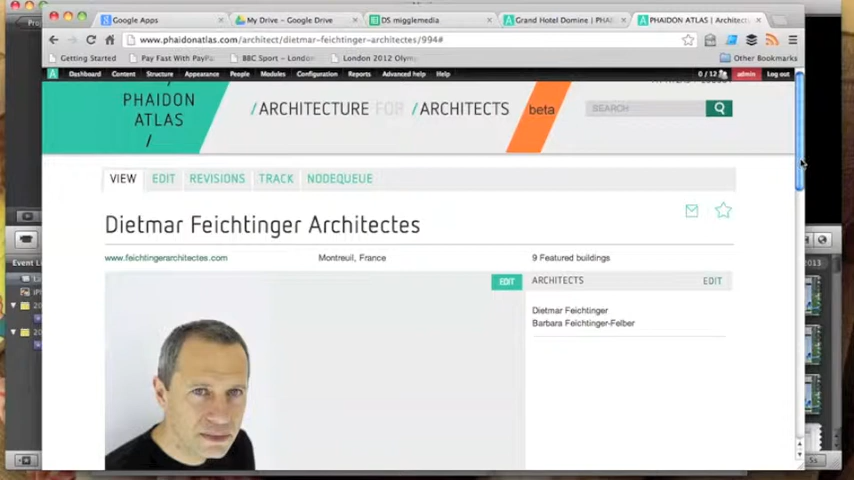 Google Apps
My Drive – Google Drive
DS migglemedia
Grand Hotel Domine | PHAI
PHAIDON ATLAS | Architect
www.phaidonatlas.com/architect/dietmar-feichtinger-architectes/994#
Getting Started
Pay Fast With PayPa
BBC Sport – London
London 2012 Olym
Other Bookmarks
Dashboard
Content
Structure
Appearance
People
Modules
Configuration
Reports
Advanced help
Help
admin
Log out
PHAIDON
ATLAS
/
/ARCHITECTURE FOR /ARCHITECTS
beta
SEARCH
VIEW
EDIT
REVISIONS
TRACK
NODEQUEUE
Dietmar Feichtinger Architectes
www.feichtingerarchitectes.com
Montreuil, France
9 Featured buildings
EDIT
ARCHITECTS
EDIT
Dietmar Feichtinger
Barbara Feichtinger-Felber
Event L
2013